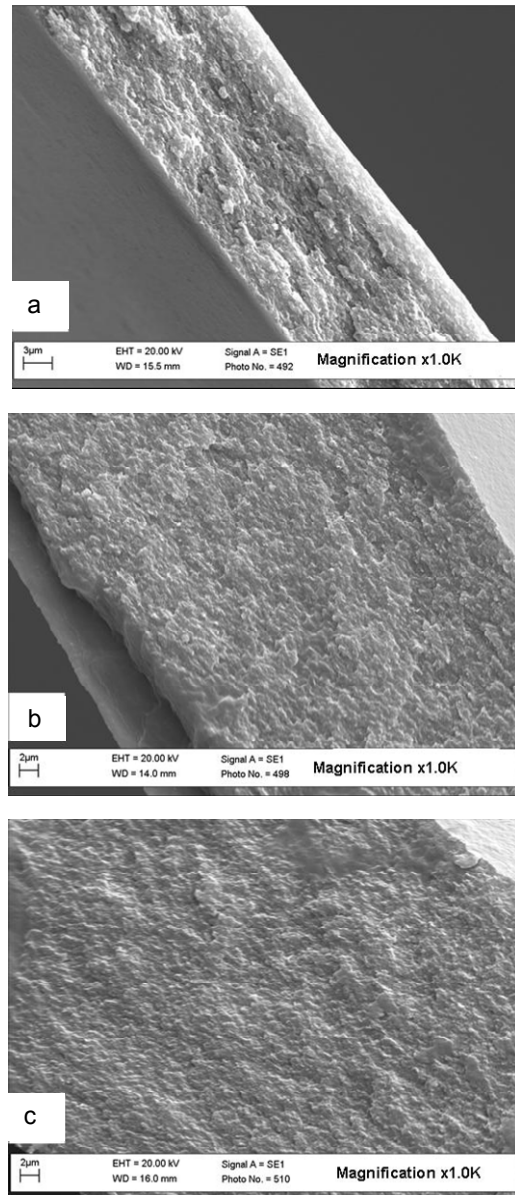 a
3µm
EHT = 20.00 kV Signal A = SE1 Magnification x1.0K
WD = 15.5 mm Photo No. = 492
b
2µm
EHT = 20.00 kV Signal A = SE1 Magnification x1.0K
WD = 14.0 mm Photo No. = 498
c
2µm
EHT = 20.00 kV Signal A = SE1 Magnification x1.0K
WD = 16.0 mm Photo No. = 510